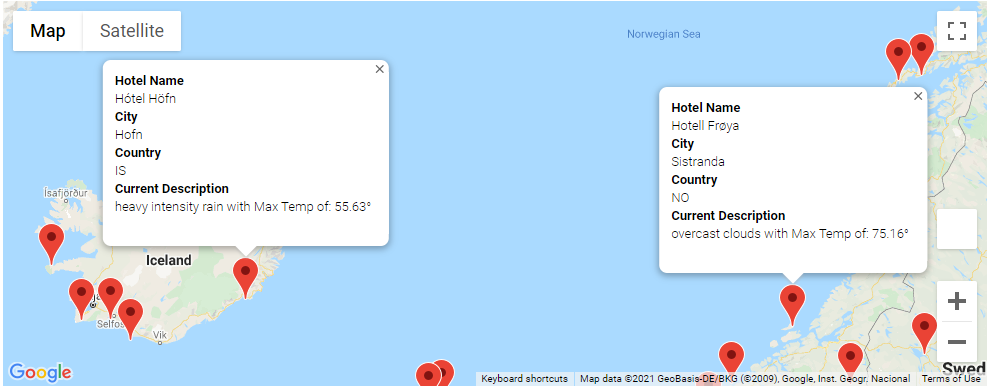 Map
Satellite
Norwegian Sea
Hotel Name
Hótel Höfn
City
Hofn
Country
IS
Current Description
heavy intensity rain with Max Temp of: 55.63°
Hotel Name
Hotell Frøya
City
Sistranda
Country
NO
Current Description
overcast clouds with Max Temp of: 75.16°
Ísafjörður
Iceland
Selfos
Vik
Swed
Google
Keyboard shortcuts
Map data ©2021 GeoBasis-DE/BKG (©2009), Google, Inst. Geogr. Nacional
Terms of Use